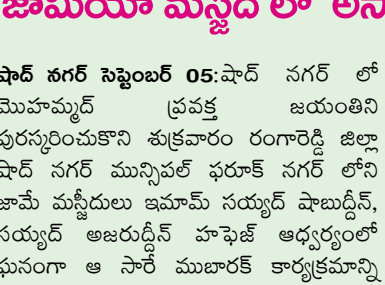 జామియా మస్జీద్ లో
షాద్ నగర్ సెప్టెంబర్ 05:షాద్ నగర్ లో
మొహమ్మద్ ప్రవక్త జయంతిని
పురస్కరించుకొని శుక్రవారం రంగారెడ్డి జిల్లా
షాద్ నగర్ మున్సిపల్ ఫరూక్ నగర్ లోని
జామే మస్జీదులు ఇమామ్ సయ్యద్ షాబుద్దీన్,
సయ్యద్ అజరుద్దీన్ హఫెజ్ ఆధ్వర్యంలో
ఘనంగా ఆ సారే ముబారక్ కార్యక్రమాన్ని